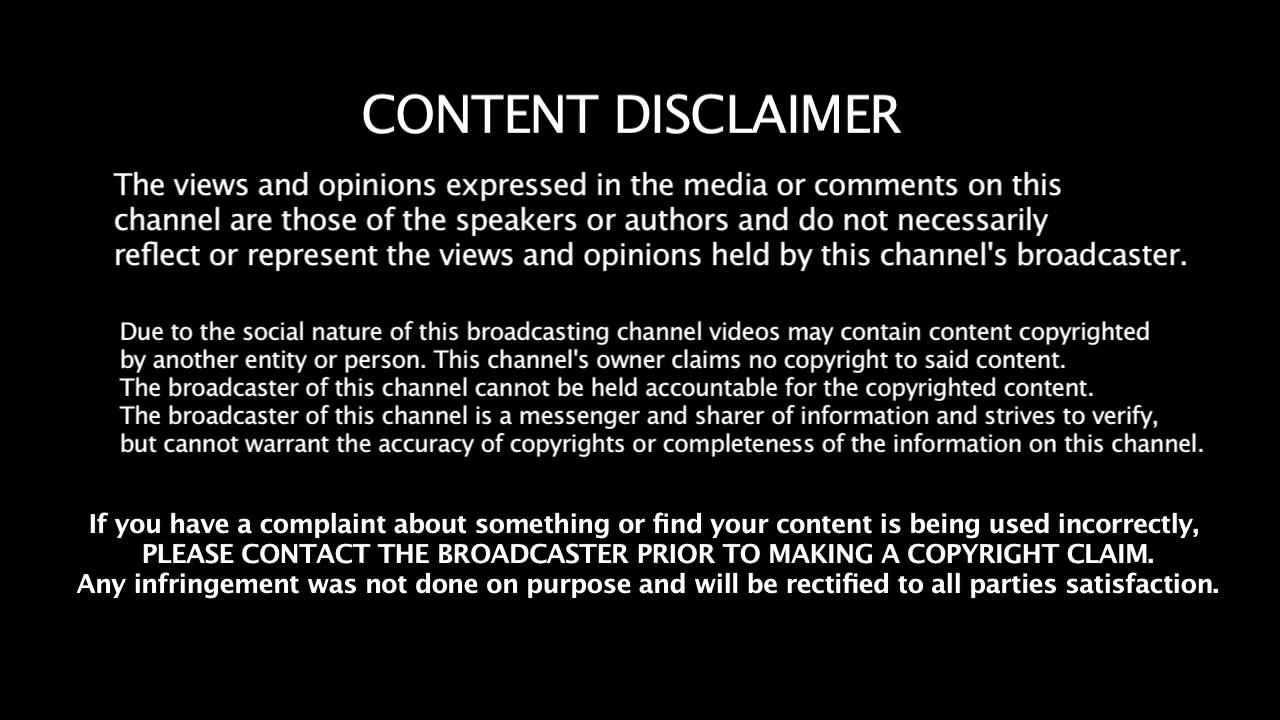 CONTENT DISCLAIMER
The views and opinions expressed in the media or comments on this
channel are those of the speakers or authors and do not necessarily
reflect or represent the views and opinions held by this channel's broadcaster.
Due to the social nature of this broadcasting channel videos may contain content copyrighted
by another entity or person. This channel's owner claims no copyright to said content.
The broadcaster of this channel cannot be held accountable for the copyrighted content.
The broadcaster of this channel is a messenger and sharer of information and strives to verify,
but cannot warrant the accuracy of copyrights or completeness of the information on this channel.
If you have a complaint about something or find your content is being used incorrectly,
PLEASE CONTACT THE BROADCASTER PRIOR TO MAKING A COPYRIGHT CLAIM.
Any infringement was not done on purpose and will be rectified to all parties satisfaction.